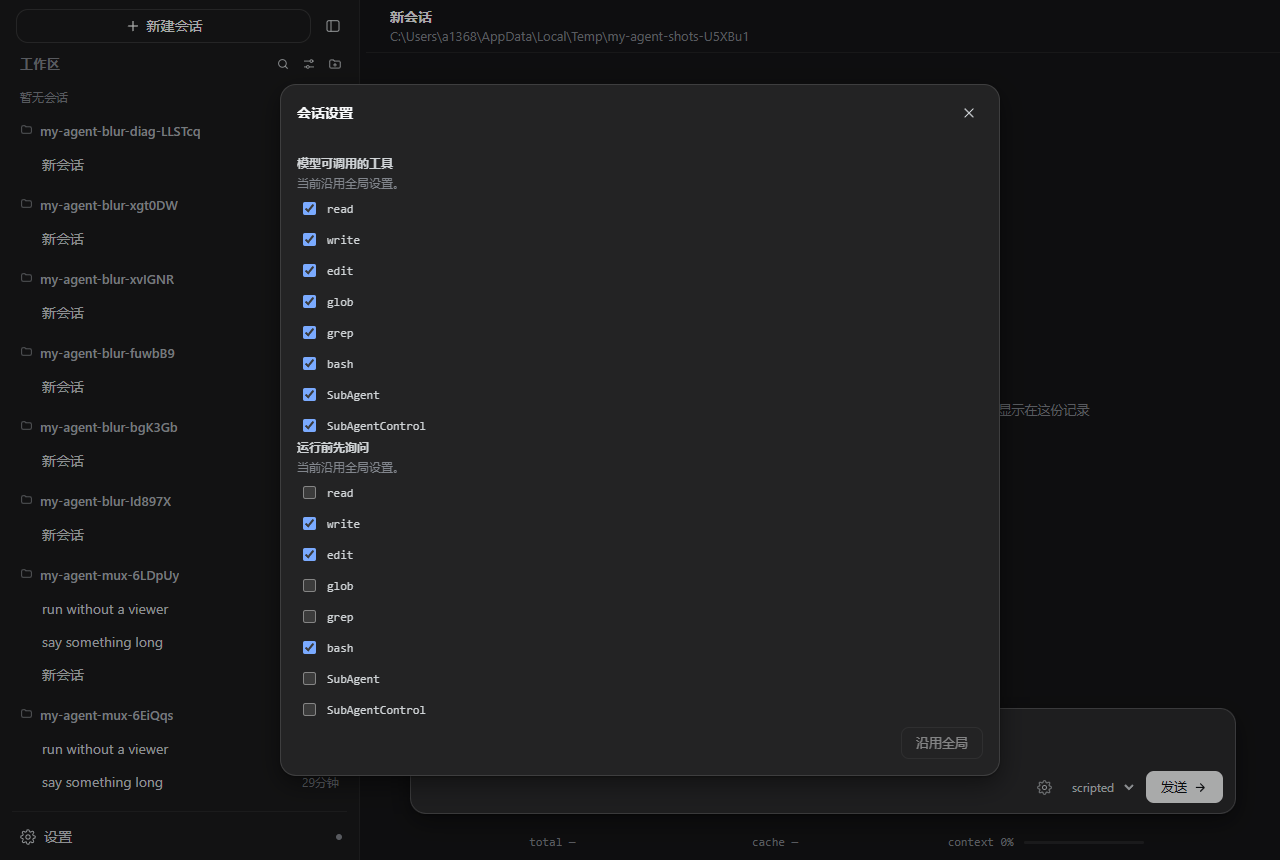 新建会话
工作区
暂无会话
my-agent-blur-diag-LLSTcq
新会话
my-agent-blur-xgt0DW
新会话
my-agent-blur-xvIGNR
新会话
my-agent-blur-fuwbB9
新会话
my-agent-blur-bgK3Gb
新会话
my-agent-blur-Id897X
新会话
my-agent-mux-6LDpUy
run without a viewer
say something long
新会话
my-agent-mux-6EiQqs
run without a viewer
say something long
29分钟
设置
新会话
C:\Users\a1368\AppData\Local\Temp\my-agent-shots-U5XBu1
会话设置
模型可调用的工具
当前沿用全局设置。
read
write
edit
glob
grep
bash
SubAgent
SubAgentControl
运行前先询问
当前沿用全局设置。
read
write
edit
glob
grep
bash
SubAgent
SubAgentControl
沿用全局
显示在这份记录
scripted
发送 →
total —
cache —
context 0%